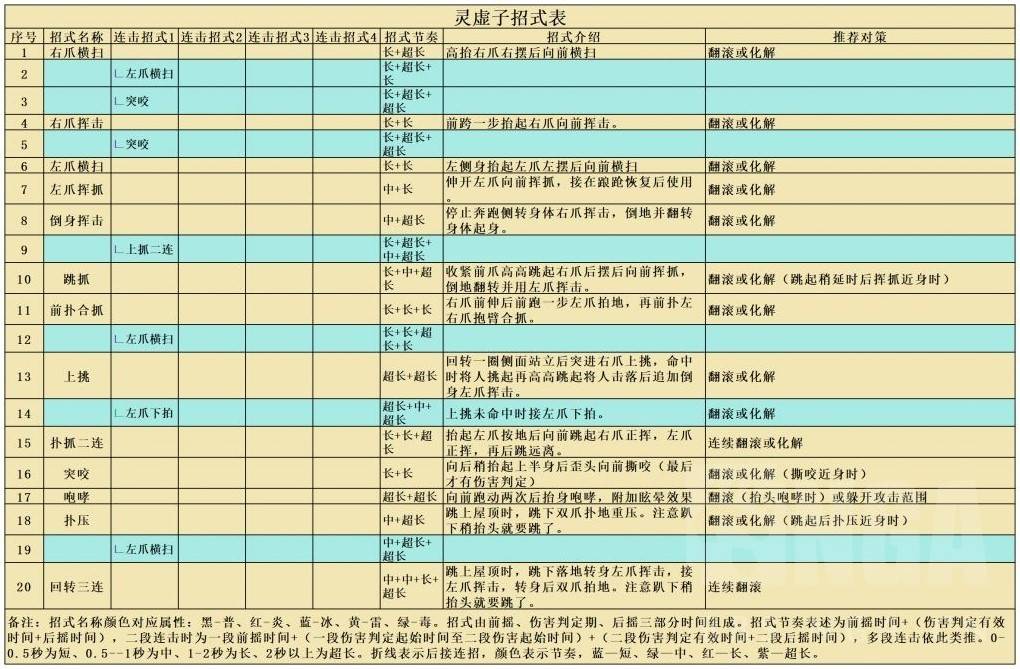 灵虚子招式表
序号 招式名称 连击招式1 连击招式2 连击招式3 连击招式4 招式节奏 招式介绍 推荐对策
1 右爪横扫 长+超长 高抬右爪右摆后向前横扫 翻滚或化解
2 ∟左爪横扫 长+超长+
长
3 ∟突咬 长+超长+
超长
4 右爪挥击 长+长 前跨一步抬起右爪向前挥击。 翻滚或化解
5 ∟突咬 长+超长+
超长
6 左爪横扫 长+长 左侧身抬起左爪左摆后向前横扫 翻滚或化解
7 左爪挥抓 中+长 伸开左爪向前挥抓，接在踉跄恢复后使用
。 翻滚或化解
8 倒身挥击 中+超长 停止奔跑侧转身体右爪挥击，倒地并翻转
身体起身。 翻滚或化解
9 ∟上抓二连 长+超长+
中+超长
10 跳抓 长+中+超
长 收紧前爪高高跳起右爪后摆后向前挥抓，
倒地翻转并用左爪挥击。 翻滚或化解（跳起稍延时后挥抓近身时）
11 前扑合抓 长+长+长 右爪前伸后前跑一步左爪拍地，再前扑左
右爪抱臂合抓。 翻滚或化解
12 ∟左爪横扫 长+长+超
长+长
13 上挑 超长+超长 回转一圈侧面站立后突进右爪上挑，命中
时将人挑起再高高跳起将人击落后追加倒
身左爪挥击。 翻滚或化解
14 ∟左爪下拍 超长+中+
超长 上挑未命中时接左爪下拍。 翻滚或化解
15 扑抓二连 长+长+超
长 抬起左爪按地后向前跳起右爪正挥，左爪
正挥，再后跳远离。 连续翻滚或化解
16 突咬 长+长 向后稍抬起上半身后歪头向前撕咬（最后
才有伤害判定） 翻滚或化解（撕咬近身时）
17 咆哮 超长+超长 向前跑动两次后抬身咆哮，附加眩晕效果 翻滚（抬头咆哮时）或躲开攻击范围
18 扑压 中+超长 跳上屋顶时，跳下双爪扑地重压。注意趴
下稍抬头就要跳了。 翻滚或化解（跳起后扑压近身时）
19 ∟左爪横扫 中+超长+
超长
20 回转三连 中+中+长+
超长 跳上屋顶时，跳下落地转身左爪挥击，接
左爪挥击，转身后双爪拍地。注意趴下稍
抬头就要跳了。 连续翻滚
备注：招式名称颜色对应属性：黑-普、红-炎、蓝-冰、黄-雷、绿-毒。招式由前摇、伤害判定期、后摇三部分时间组成。招式节奏表述为前摇时间+（伤害判定有效
时间+后摇时间），二段连击时为一段前摇时间+（一段伤害判定起始时间至二段伤害起始时间）+（二段伤害判定有效时间+二段后摇时间），多段连击依此类推。0-
0.5秒为短、0.5--1秒为中、1-2秒为长、2秒以上为超长。折线表示后接连招，颜色表示节奏，蓝—短、绿—中、红—长、紫—超长。
NGA